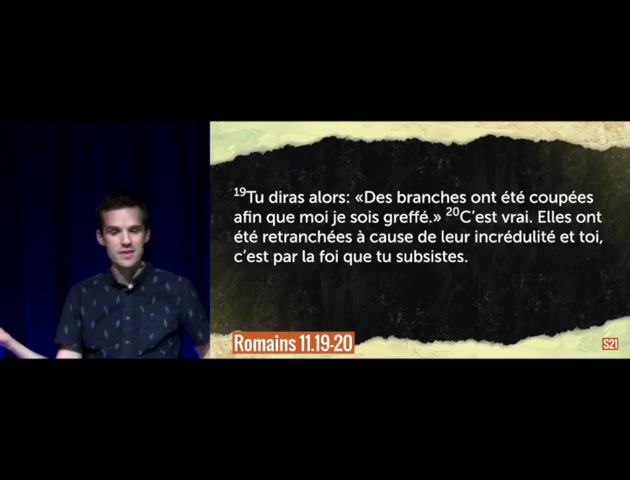 19Tu diras alors: «Des branches ont été coupées
afin que moi je sois greffé.» 20C'est vrai. Elles ont
été retranchées à cause de leur incrédulité et toi,
c'est par la foi que tu subsistes.
Romains 11.19-20
S21